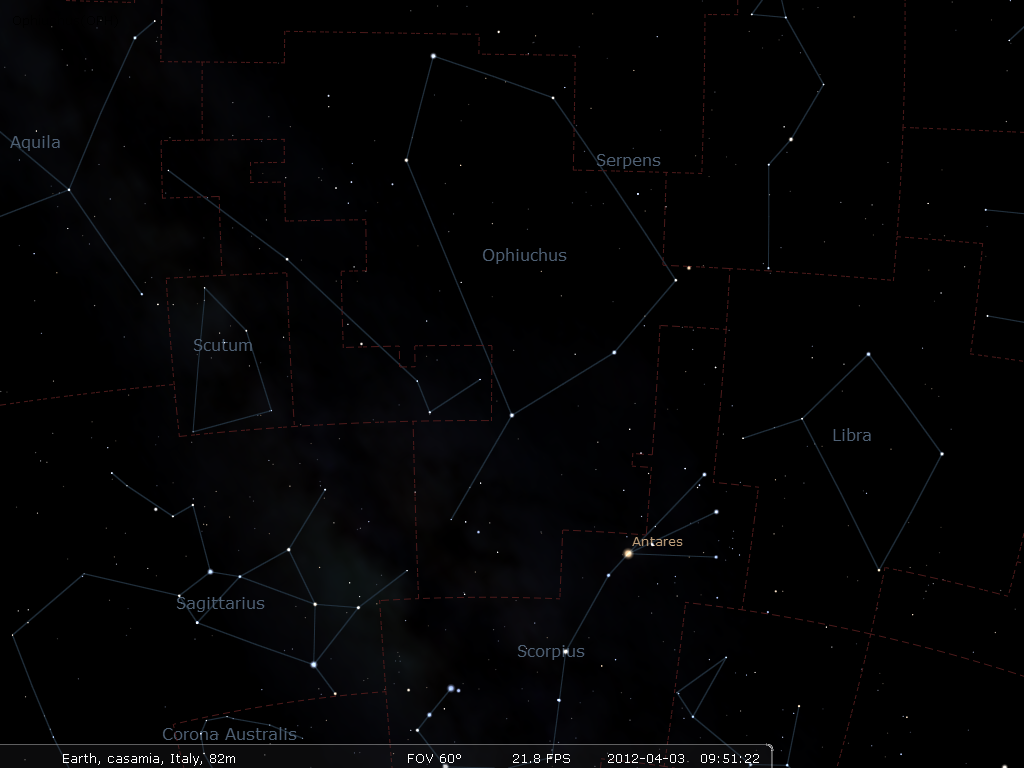 Aquila
Serpens
Ophiuchus
Scutum
Libra
Antares
Sagittarius
Scorpius
Corona Australis
Earth, casamia, Italy, 82m FOV 60° 21.8 FPS 2012-04-03 09:51:22